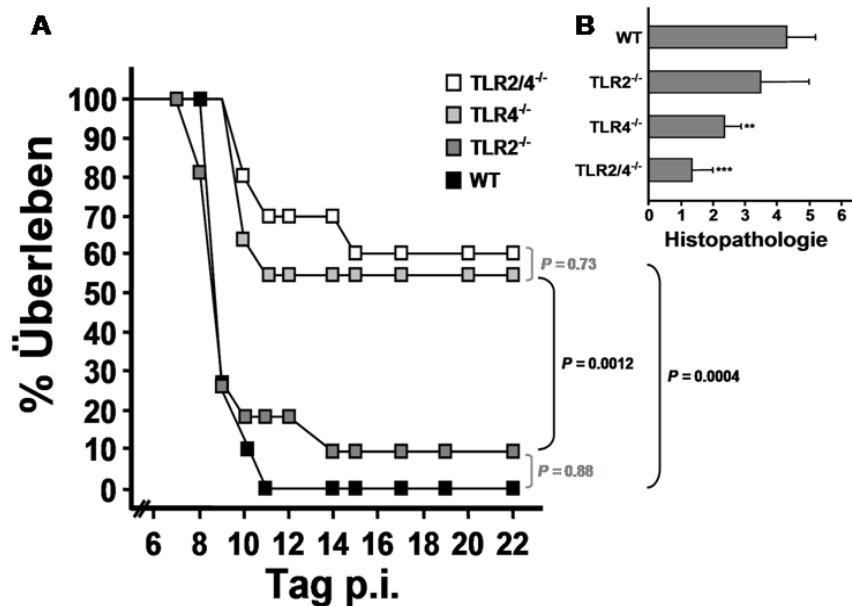 A
B
TLR2/4-/-
TLR4-/-
TLR2-/-
WT
% Überleben
100
90
80
70
60
50
40
30
20
10
0
P = 0.73
P = 0.0012
P = 0.0004
P = 0.88
6 8 10 12 14 16 18 20 22
Tag p.i.
WT
TLR2-/-
TLR4-/-
**
TLR2/4-/-
***
0 1 2 3 4 5 6
Histopathologie